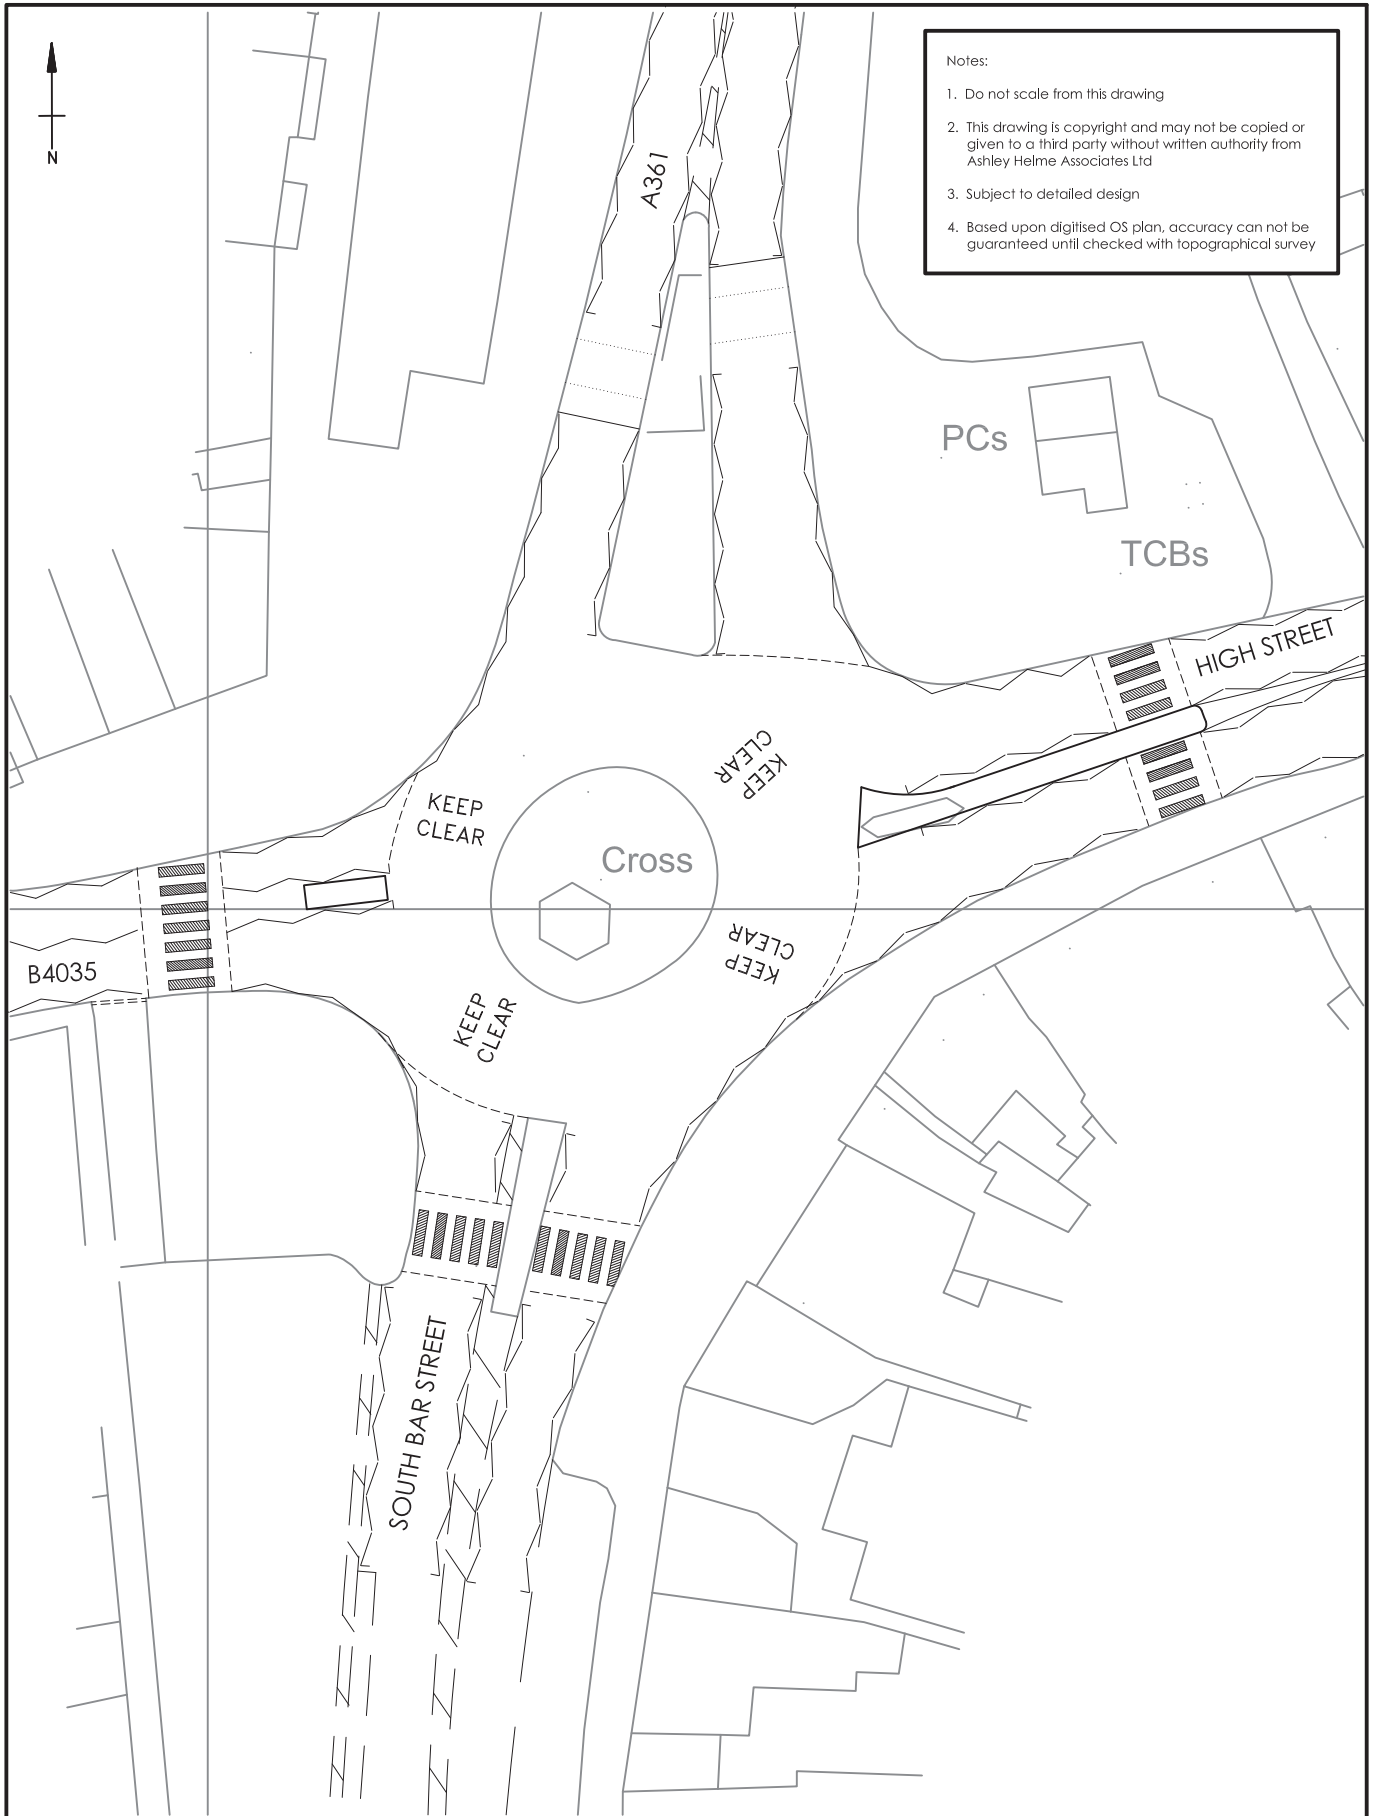 Notes:
1. Do not scale from this drawing
2. This drawing is copyright and may not be copied or
given to a third party without written authority from
Ashley Helme Associates Ltd
3. Subject to detailed design
4. Based upon digitised OS plan, accuracy can not be
guaranteed until checked with topographical survey
N
A361
PCs
TCBs
HIGH STREET
KEEP
CLEAR
KEEP
CLEAR
Cross
KEEP
CLEAR
B4035
KEEP
CLEAR
SOUTH BAR STREET